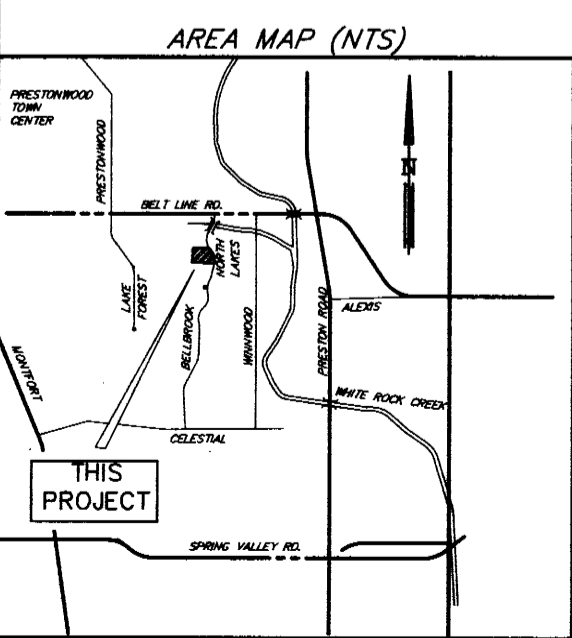 AREA MAP (NTS)
PRESTONWOOD
TOWN
CENTER
PRESTONWOOD
BELT LINE RD.
N
NORTH
LAKES
LAKE
FOREST
BELLBROOK
WINNWOOD
PRESTON ROAD
ALEXIS
MONTFORT
WHITE ROCK CREEK
CELESTIAL
THIS
PROJECT
SPRING VALLEY RD.